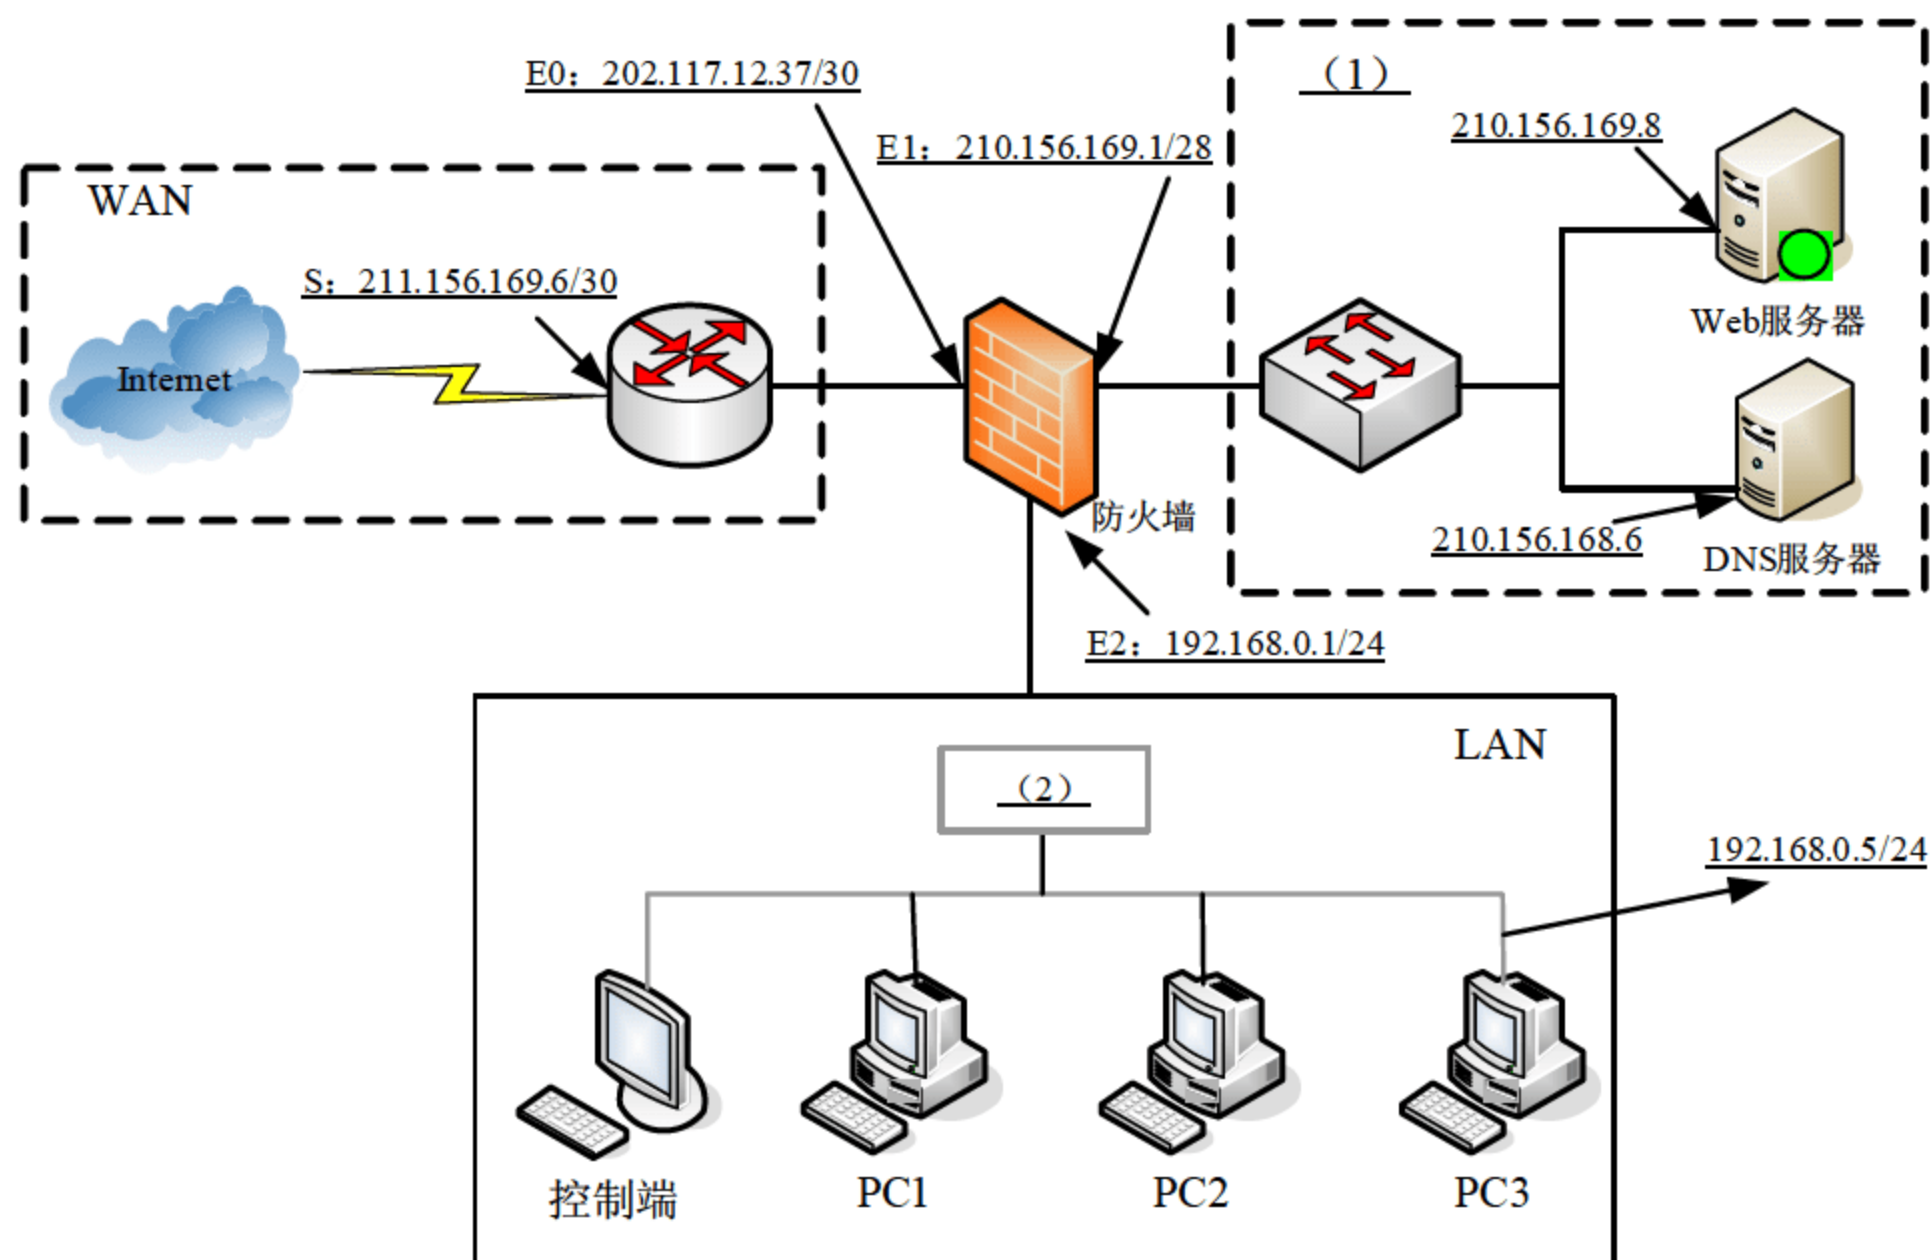 E0：202.117.12.37/30
（1）
210.156.169.8
E1：210.156.169.1/28
WAN
S：211.156.169.6/30
Web服务器
Internet
防火墙
210.156.168.6
DNS服务器
E2：192.168.0.1/24
LAN
（2）
192.168.0.5/24
控制端
PC1
PC2
PC3